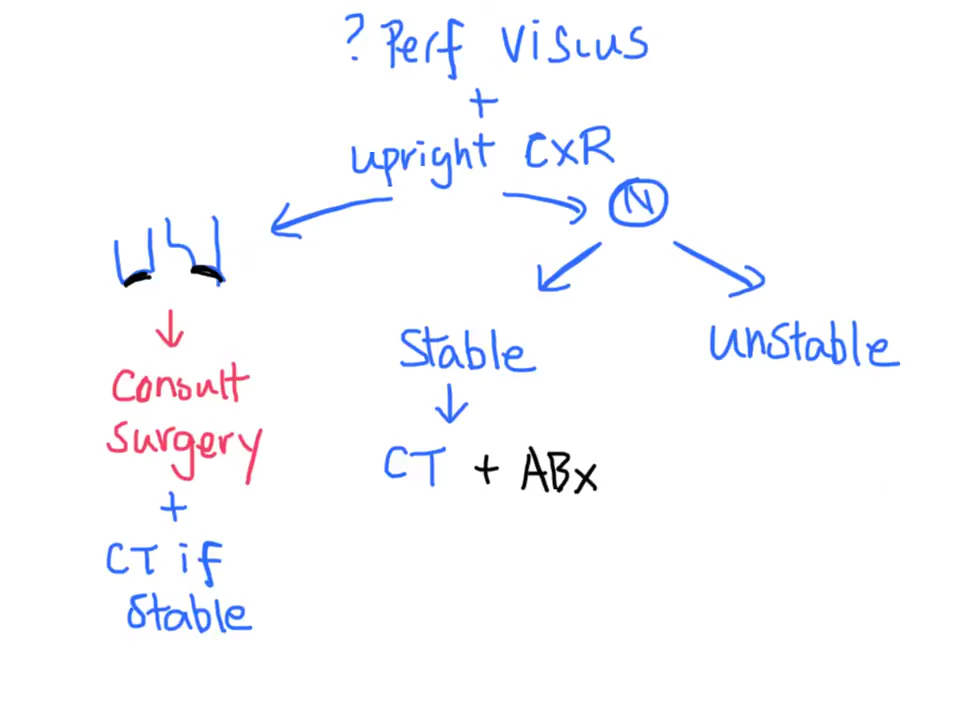 ? Perf Viscus
+
upright CXR
N
Stable
unstable
CT + ABx
Consult
surgery
+
CT if
stable